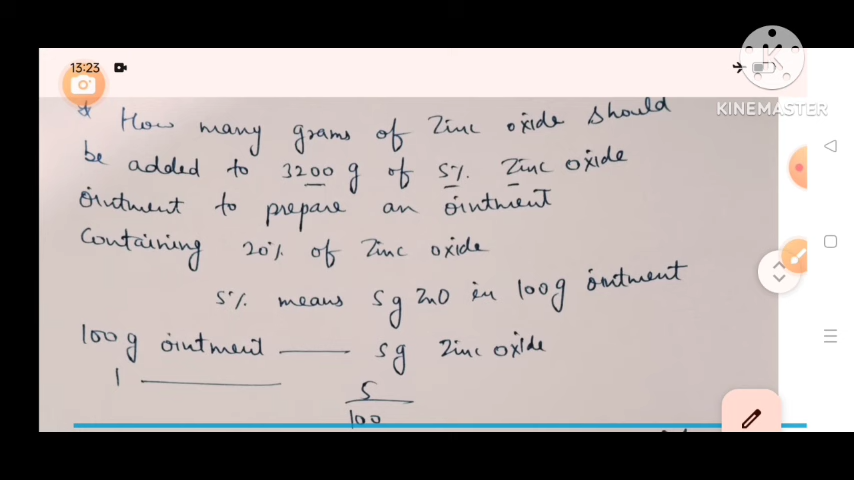 13:23
KINEMASTER
* How many grams of Zinc oxide should
be added to 3200 g of 5% Zinc oxide
ointment to prepare an ointment
Containing 20% of Zinc oxide
5% means 5g ZnO in 100g ointment
100g ointment —— 5g Zinc oxide
1 ———— 5/100